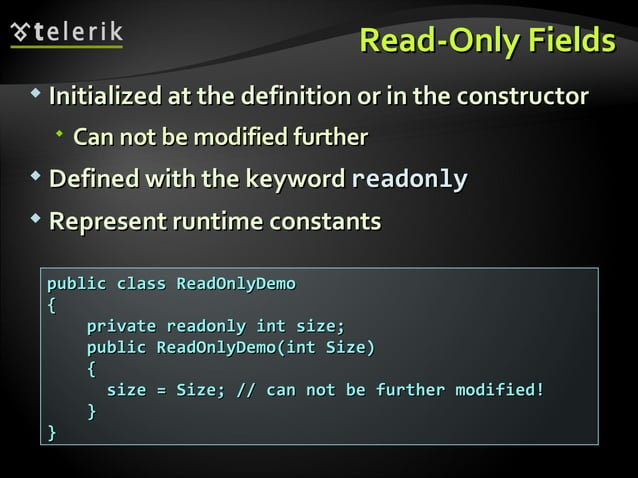 telerik
Read-Only Fields
Initialized at the definition or in the constructor
Can not be modified further
Defined with the keyword readonly
Represent runtime constants
public class ReadOnlyDemo
{
    private readonly int size;
    public ReadOnlyDemo(int Size)
    {
      size = Size; // can not be further modified!
    }
}